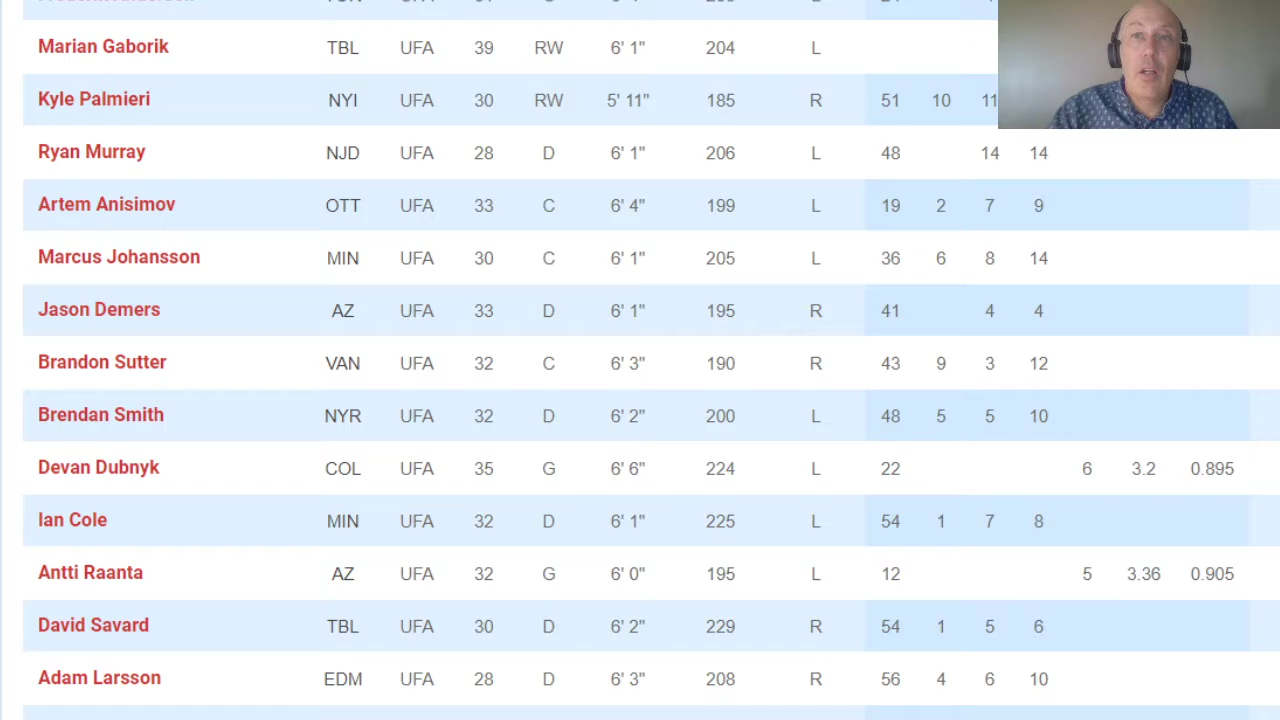 Marian Gaborik TBL UFA 39 RW 6' 1" 204 L
Kyle Palmieri NYI UFA 30 RW 5' 11" 185 R 51 10 11
Ryan Murray NJD UFA 28 D 6' 1" 206 L 48 14 14
Artem Anisimov OTT UFA 33 C 6' 4" 199 L 19 2 7 9
Marcus Johansson MIN UFA 30 C 6' 1" 205 L 36 6 8 14
Jason Demers AZ UFA 33 D 6' 1" 195 R 41 4 4
Brandon Sutter VAN UFA 32 C 6' 3" 190 R 43 9 3 12
Brendan Smith NYR UFA 32 D 6' 2" 200 L 48 5 5 10
Devan Dubnyk COL UFA 35 G 6' 6" 224 L 22 6 3.2 0.895
Ian Cole MIN UFA 32 D 6' 1" 225 L 54 1 7 8
Antti Raanta AZ UFA 32 G 6' 0" 195 L 12 5 3.36 0.905
David Savard TBL UFA 30 D 6' 2" 229 R 54 1 5 6
Adam Larsson EDM UFA 28 D 6' 3" 208 R 56 4 6 10